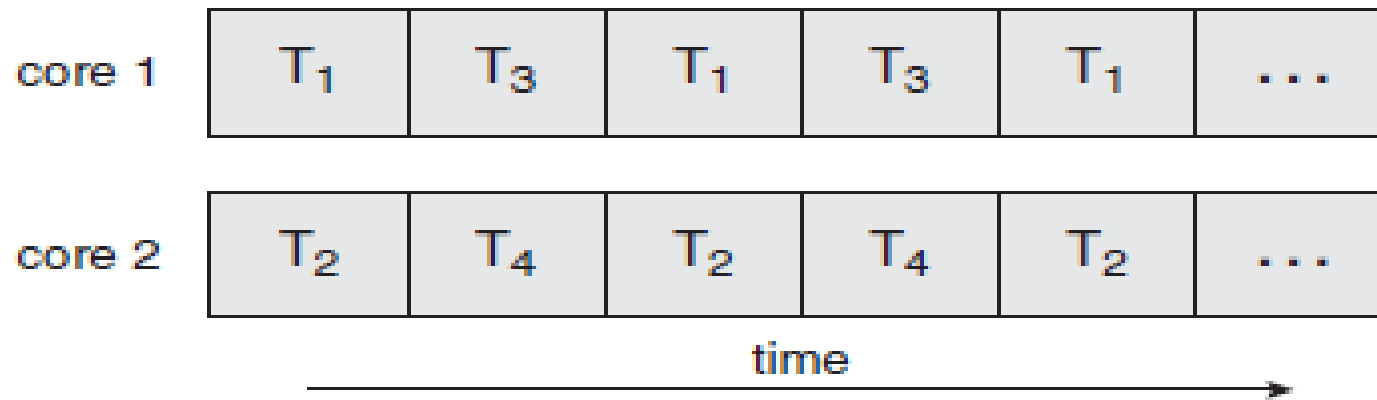 core 1 T₁ T₃ T₁ T₃ T₁ ...
core 2 T₂ T₄ T₂ T₄ T₂ ...
time